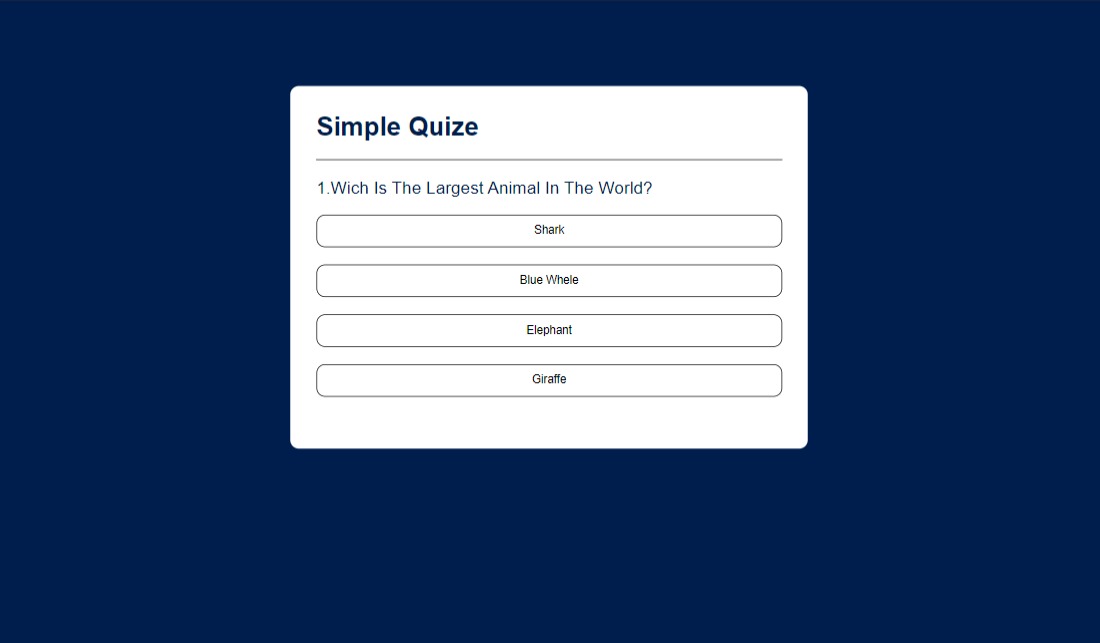 Simple Quize
1.Wich Is The Largest Animal In The World?
Shark
Blue Whele
Elephant
Giraffe